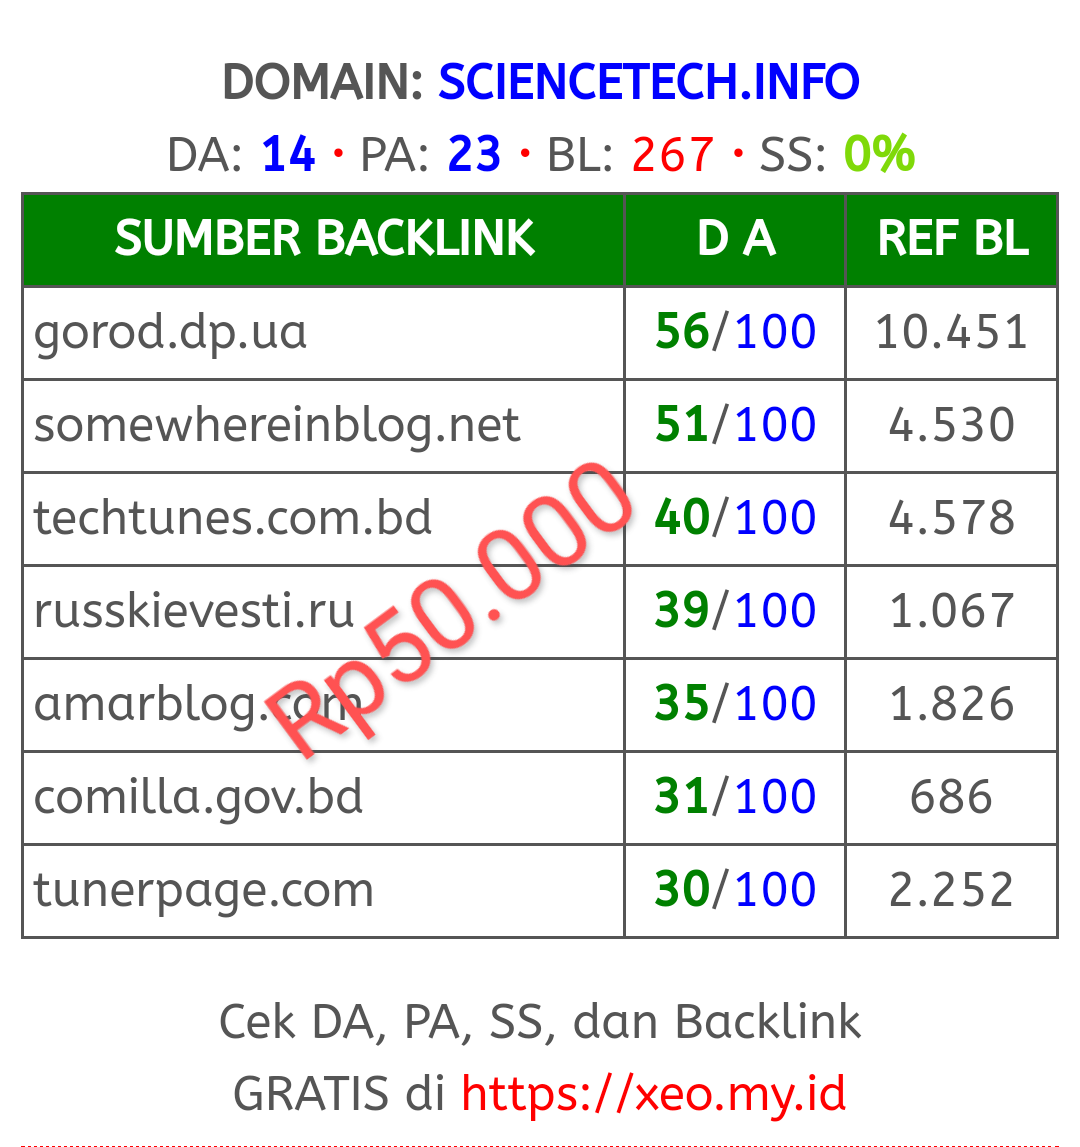 DOMAIN: SCIENCETECH.INFO
DA: 14 • PA: 23 • BL: 267 • SS: 0%
SUMBER BACKLINK D A REF BL
gorod.dp.ua 56/100 10.451
somewhereinblog.net 51/100 4.530
techtunes.com.bd 40/100 4.578
russkievesti.ru 39/100 1.067
amarblog.com 35/100 1.826
comilla.gov.bd 31/100 686
tunerpage.com 30/100 2.252
Rp50.000
Cek DA, PA, SS, dan Backlink
GRATIS di https://xeo.my.id